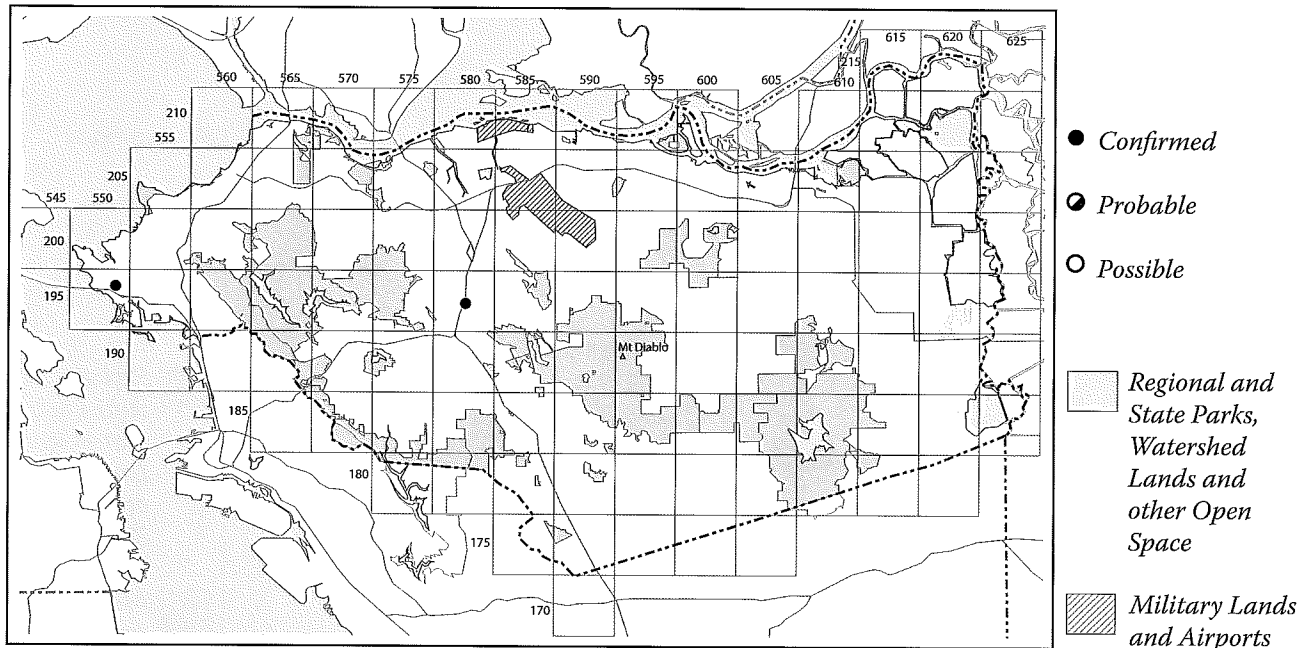 615 620 625
215
560 565 570 575 580 585 590 595 600 605 610
210
555
205
545 550
200
195
190
Mt Diablo
185
180
175
170
Confirmed
Probable
Possible
Regional and
State Parks,
Watershed
Lands and
other Open
Space
Military Lands
and Airports